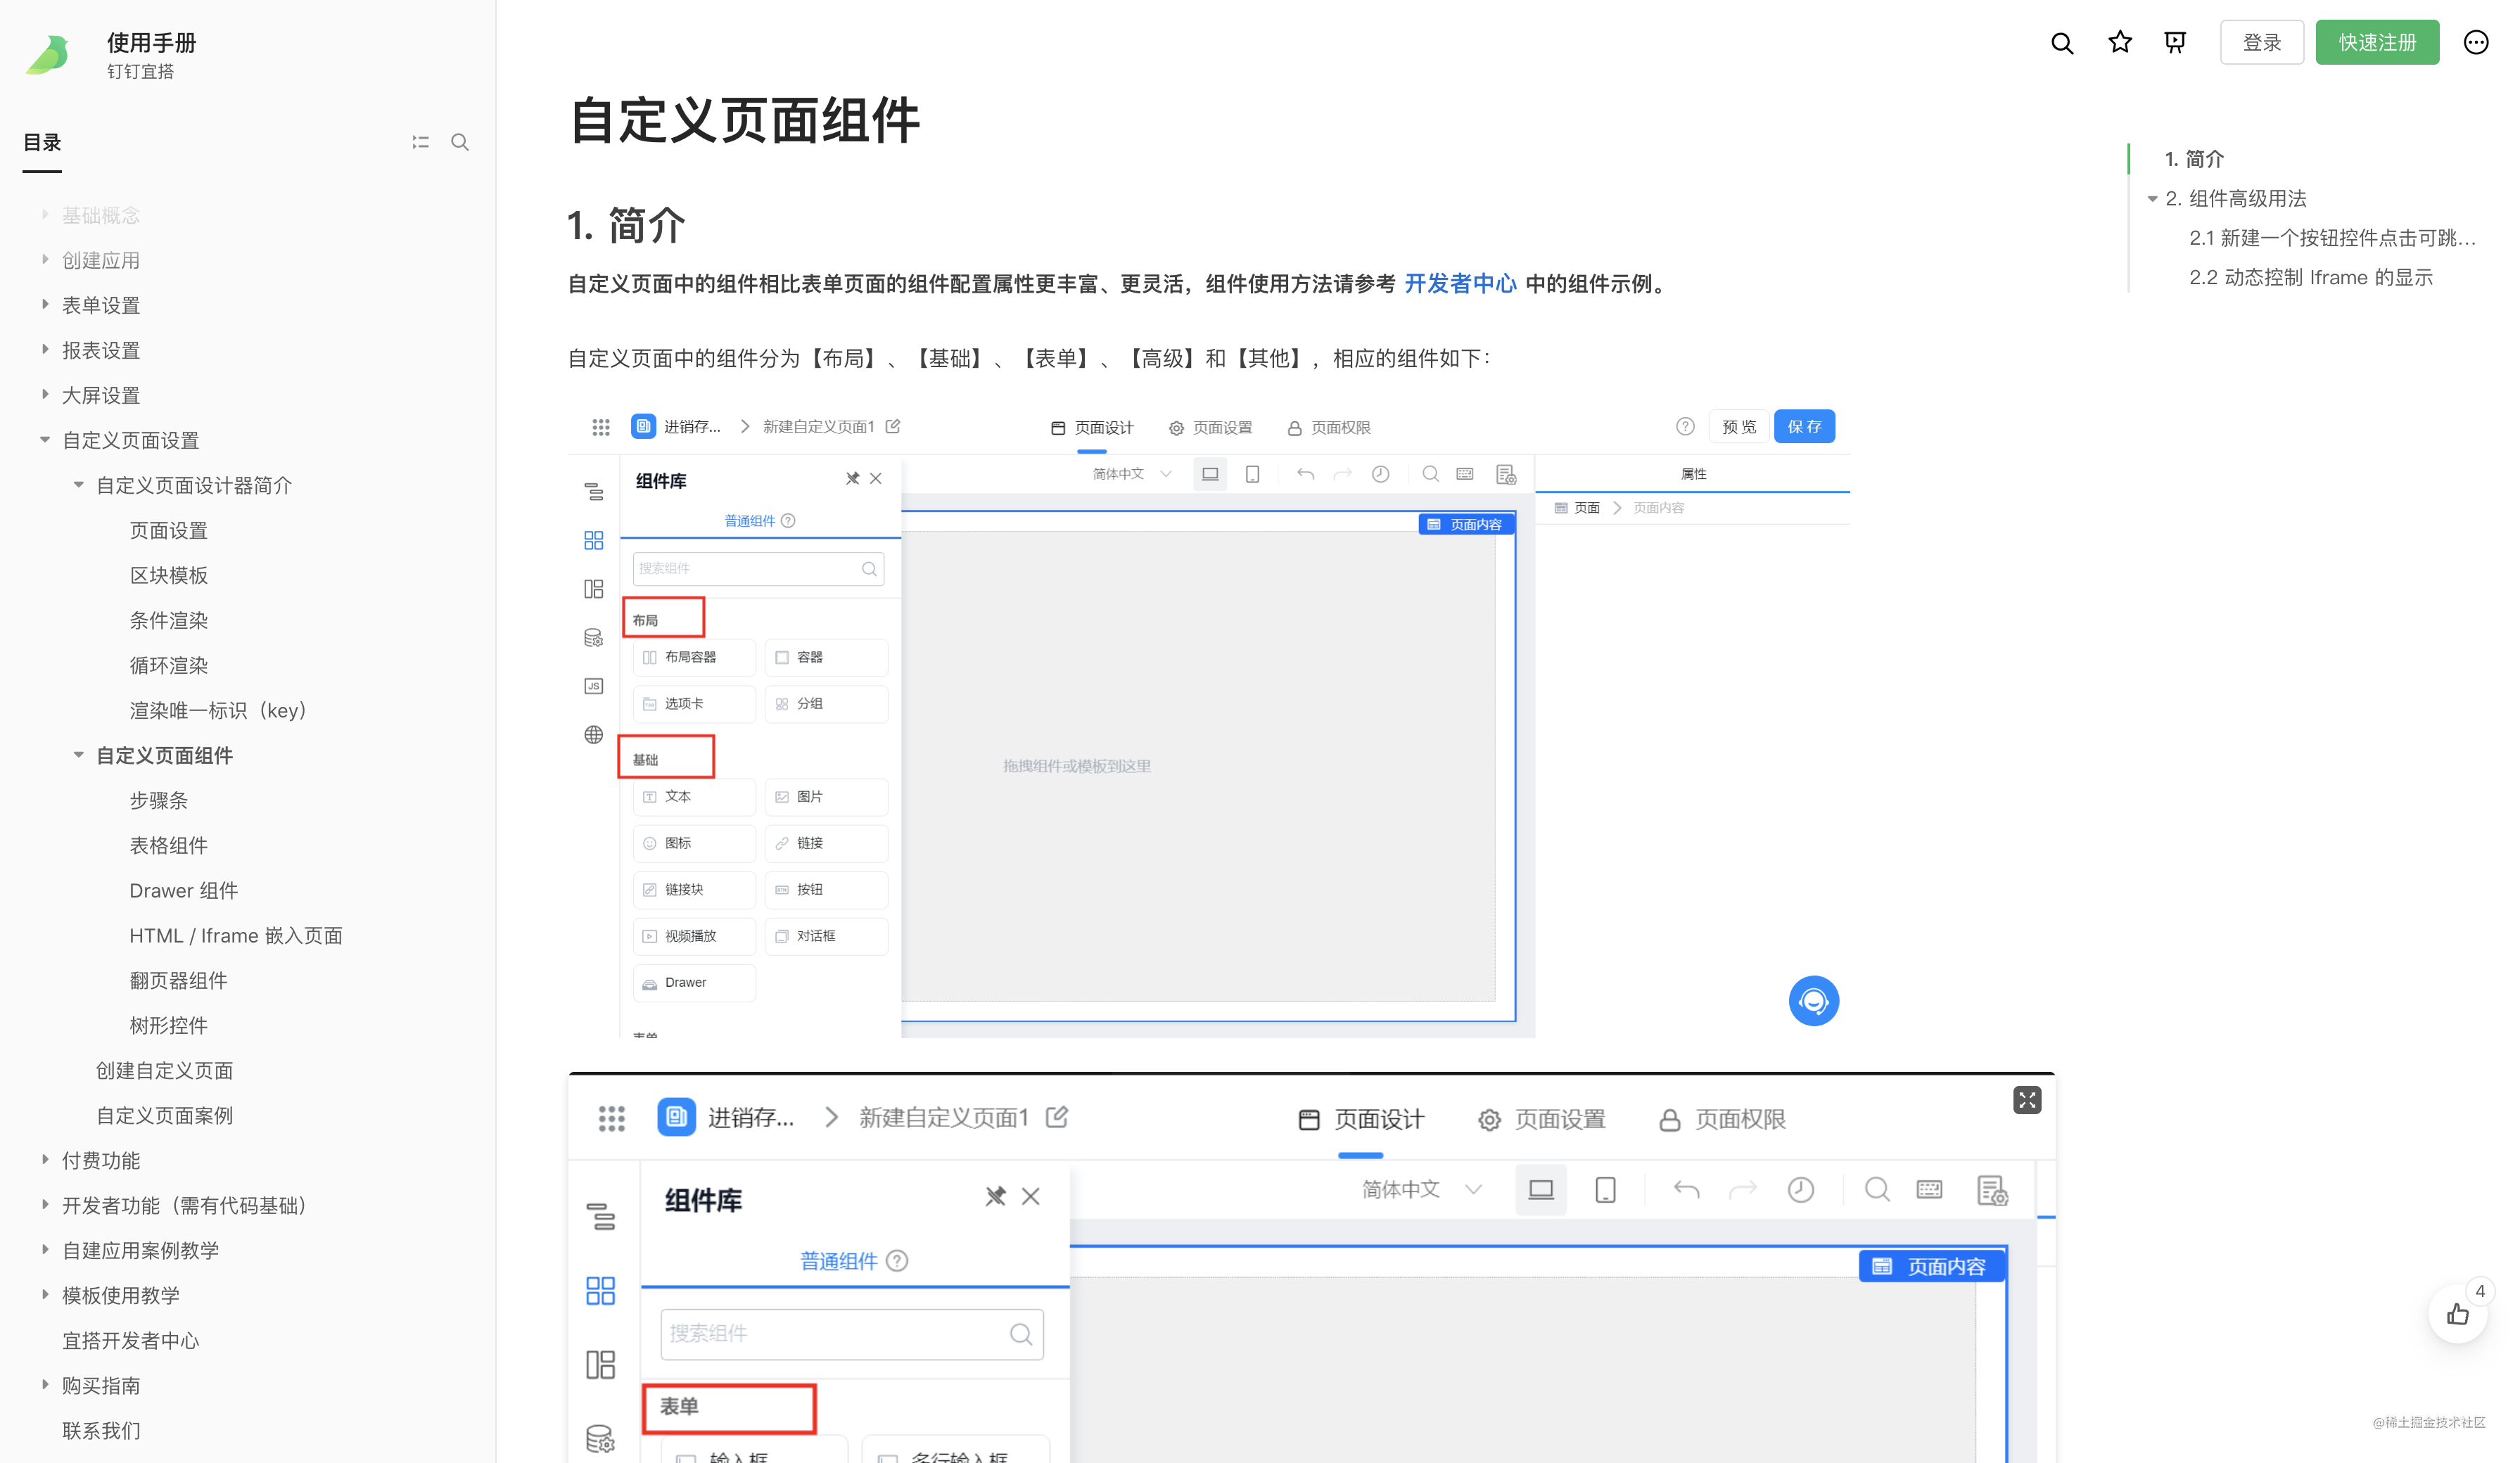 使用手册
钉钉宜搭
登录
快速注册
目录
基础概念
创建应用
表单设置
报表设置
大屏设置
自定义页面设置
自定义页面设计器简介
页面设置
区块模板
条件渲染
循环渲染
渲染唯一标识（key）
自定义页面组件
步骤条
表格组件
Drawer 组件
HTML / Iframe 嵌入页面
翻页器组件
树形控件
创建自定义页面
自定义页面案例
付费功能
开发者功能（需有代码基础）
自建应用案例教学
模板使用教学
宜搭开发者中心
购买指南
联系我们
自定义页面组件
1. 简介
自定义页面中的组件相比表单页面的组件配置属性更丰富、更灵活，组件使用方法请参考 开发者中心 中的组件示例。
自定义页面中的组件分为【布局】、【基础】、【表单】、【高级】和【其他】，相应的组件如下：
进销存... 新建自定义页面1 页面设计 页面设置 页面权限 预览 保存
组件库 简体中文 属性
普通组件 页面 页面内容
页面内容
搜索组件
布局
JS
布局容器 容器
选项卡 分组
基础
拖拽组件或模板到这里
文本 图片
图标 链接
链接块 按钮
视频播放 对话框
Drawer
表单
进销存... 新建自定义页面1 页面设计 页面设置 页面权限
组件库 简体中文
普通组件 页面内容
搜索组件
表单
输入框 多行输入框
1. 简介
2. 组件高级用法
2.1 新建一个按钮控件点击可跳...
2.2 动态控制 Iframe 的显示
4
@稀土掘金技术社区